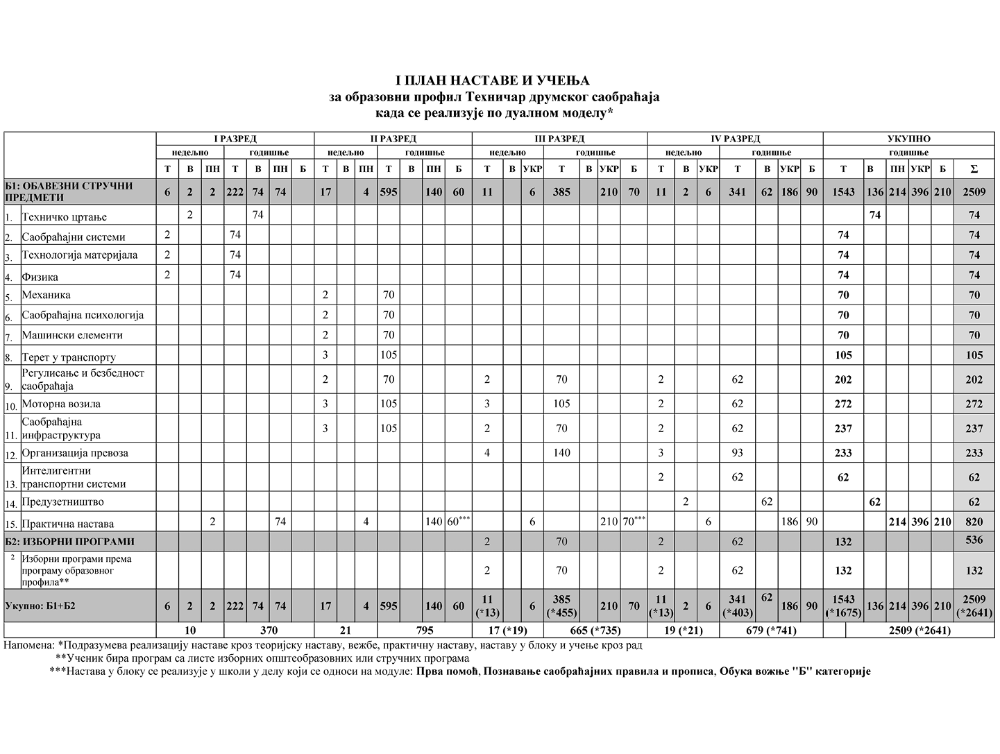 I ПЛАН НАСТАВЕ И УЧЕЊА
за образовни профил Техничар друмског саобраћаја
када се реализује по дуалном моделу*
I РАЗРЕД II РАЗРЕД III РАЗРЕД IV РАЗРЕД УКУПНО
недељно годишње недељно годишње недељно годишње недељно годишње годишње
Т В ПН Т В ПН Б Т В ПН Т В ПН Б Т В УКР Т В УКР Б Т В УКР Т В УКР Б Т В ПН УКР Б Σ
Б1: ОБАВЕЗНИ СТРУЧНИ
ПРЕДМЕТИ 6 2 2 222 74 74 17 4 595 140 60 11 6 385 210 70 11 2 6 341 62 186 90 1543 136 214 396 210 2509
1. Техничко цртање 2 74 74 74
2. Саобраћајни системи 2 74 74 74
3. Технологија материјала 2 74 74 74
4. Физика 2 74 74 74
5. Механика 2 70 70 70
6. Саобраћајна психологија 2 70 70 70
7. Машински елементи 2 70 70 70
8. Терет у транспорту 3 105 105 105
Регулисање и безбедност
9. саобраћаја 2 70 2 70 2 62 202 202
10. Моторна возила 3 105 3 105 2 62 272 272
Саобраћајна
11. инфраструктура 3 105 2 70 2 62 237 237
12. Организација превоза 4 140 3 93 233 233
Интелигентни
13. транспортни системи 2 62 62 62
14. Предузетништво 2 62 62 62
15. Практична настава 2 74 4 140 60*** 6 210 70*** 6 186 90 214 396 210 820
Б2: ИЗБОРНИ ПРОГРАМИ 2 70 2 62 132 536
2 Изборни програми према
програму образовног 2 70 2 62 132 132
профила**
Укупно: Б1+Б2 6 2 2 222 74 74 17 4 595 140 60 11 6 385 210 70 11 2 6 341 62 186 90 1543 136 214 396 210 2509
(*13) (*455) (*13) (*403) (*1675) (*2641)
10 370 21 795 17 (*19) 665 (*735) 19 (*21) 679 (*741) 2509 (*2641)
Напомена: *Подразумева реализацију наставе кроз теоријску наставу, вежбе, практичну наставу, наставу у блоку и учење кроз рад
**Ученик бира програм са листе изборних општеобразовних или стручних програма
***Настава у блоку се реализује у школи у делу који се односи на модуле: Прва помоћ, Познавање саобраћајних правила и прописа, Обука вожње "Б" категорије